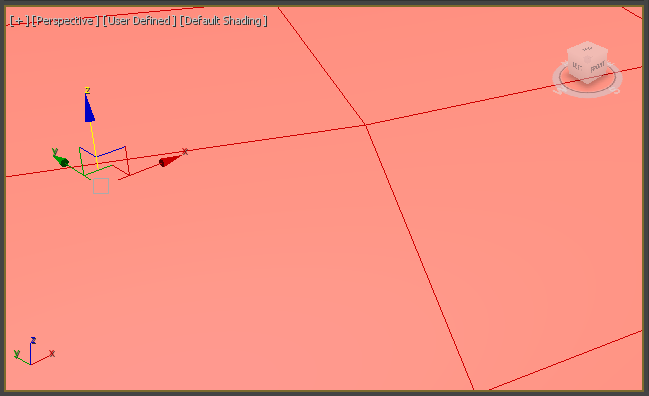 [+] [Perspective] [User Defined] [Default Shading]
z
y
x
z
y
x